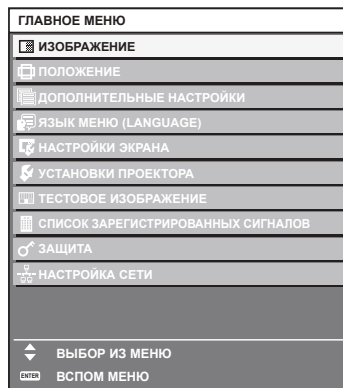 ГЛАВНОЕ МЕНЮ
ИЗОБРАЖЕНИЕ
ПОЛОЖЕНИЕ
ДОПОЛНИТЕЛЬНЫЕ НАСТРОЙКИ
ЯЗЫК МЕНЮ (LANGUAGE)
НАСТРОЙКИ ЭКРАНА
УСТАНОВКИ ПРОЕКТОРА
ТЕСТОВОЕ ИЗОБРАЖЕНИЕ
СПИСОК ЗАРЕГИСТРИРОВАННЫХ СИГНАЛОВ
ЗАЩИТА
НАСТРОЙКА СЕТИ
ВЫБОР ИЗ МЕНЮ
ENTER ВСПОМ МЕНЮ